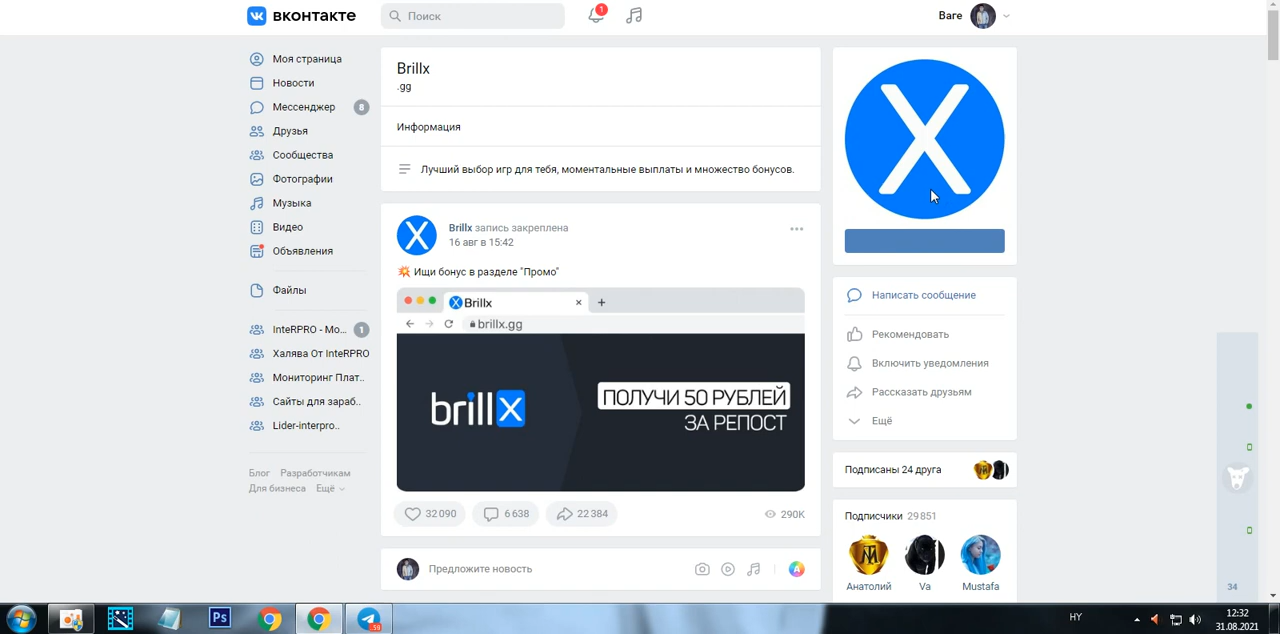 вконтакте
Поиск
1
Ваге
Моя страница
Новости
Мессенджер 8
Друзья
Сообщества
Фотографии
Музыка
Видео
Объявления
Файлы
InteRPRO - Mo... 1
Халява От InteRPRO
Мониторинг Плат..
Сайты для зараб..
Lider-interpro..
Блог Разработчикам
Для бизнеса Ещё
Brillx
.gg
Информация
Лучший выбор игр для тебя, моментальные выплаты и множество бонусов.
Brillx запись закреплена
16 авг в 15:42
💥 Ищи бонус в разделе "Промо"
X Brillx × +
brillx.gg
brillX
ПОЛУЧИ 50 РУБЛЕЙ
ЗА РЕПОСТ
32 090 6 638 22 384 290K
Предложите новость
X
Написать сообщение
Рекомендовать
Включить уведомления
Рассказать друзьям
Ещё
Подписаны 24 друга
Подписчики 29 851
Анатолий Va Mustafa
34
Ps
HY
12:32
31.08.2021